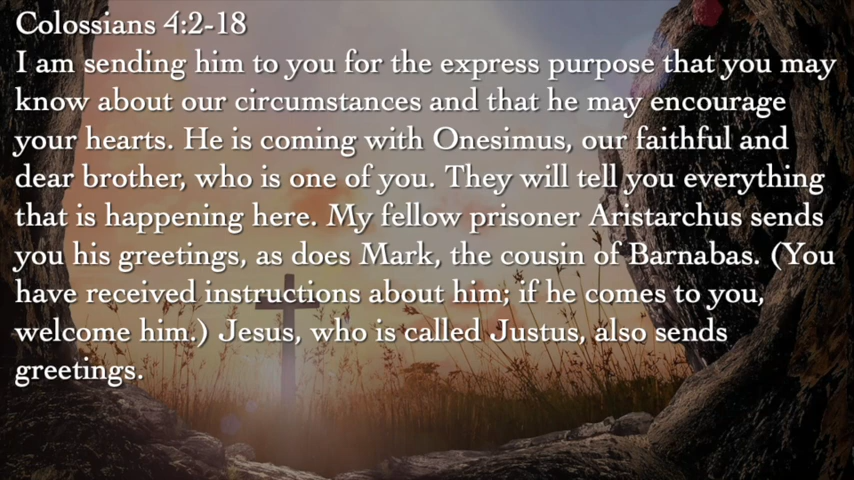 Colossians 4:2-18
I am sending him to you for the express purpose that you may
know about our circumstances and that he may encourage
your hearts. He is coming with Onesimus, our faithful and
dear brother, who is one of you. They will tell you everything
that is happening here. My fellow prisoner Aristarchus sends
you his greetings, as does Mark, the cousin of Barnabas. (You
have received instructions about him; if he comes to you,
welcome him.) Jesus, who is called Justus, also sends
greetings.